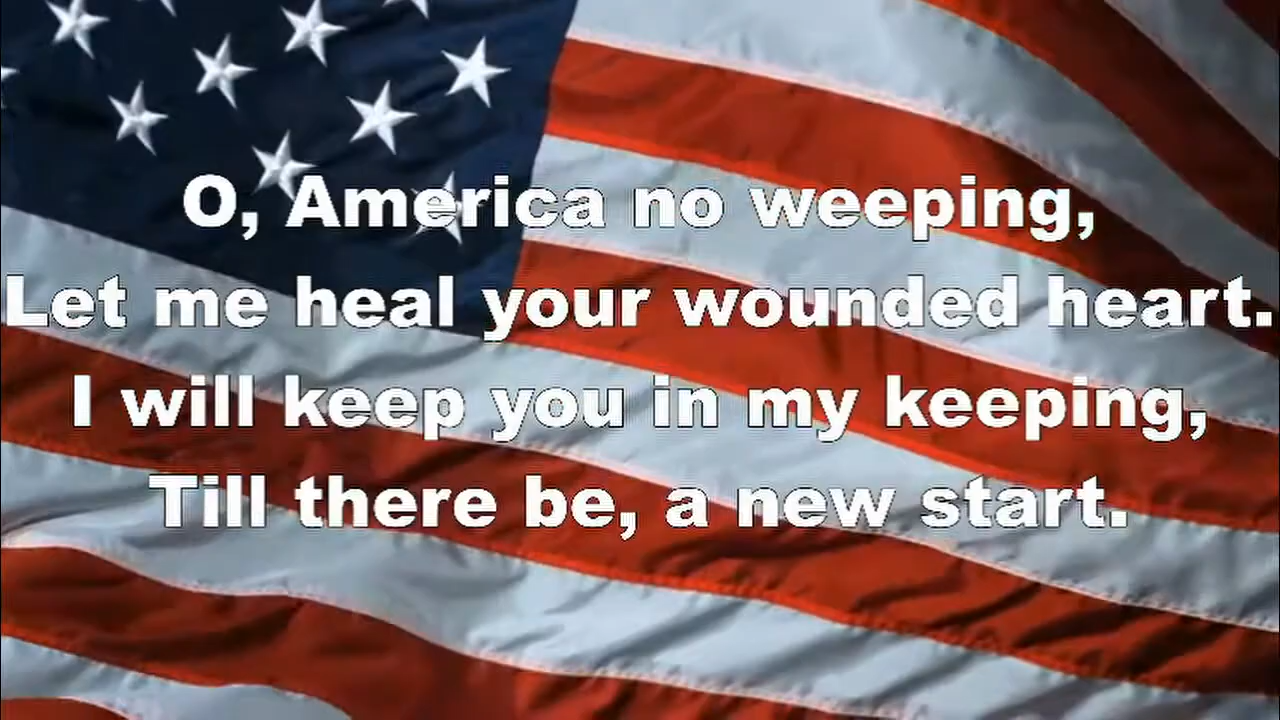 O, America no weeping,
Let me heal your wounded heart.
I will keep you in my keeping,
Till there be, a new start.